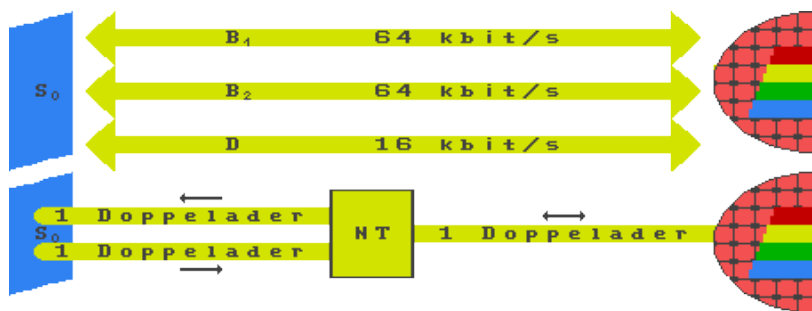 B₁ 64 kbit/s
S₀ B₂ 64 kbit/s
D 16 kbit/s
1 Doppelader
S₀ NT 1 Doppelader
1 Doppelader